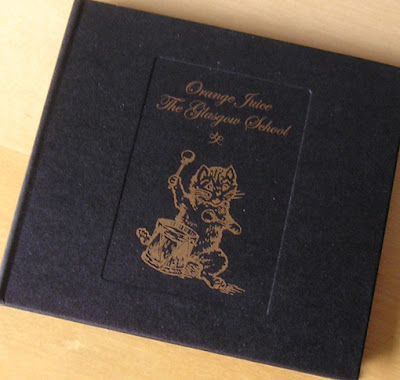 Orange Juice
The Glasgow School